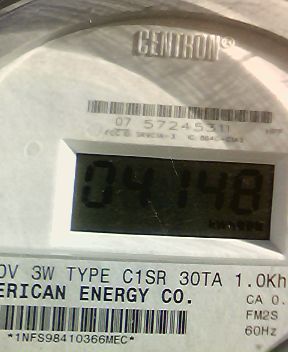 CENTRON®
07 57245311
04148
0V 3W TYPE C1SR 30TA 1.0Kh
ERICAN ENERGY CO.
CA 0.
FM2S
*1NFS98410366MEC*
60Hz